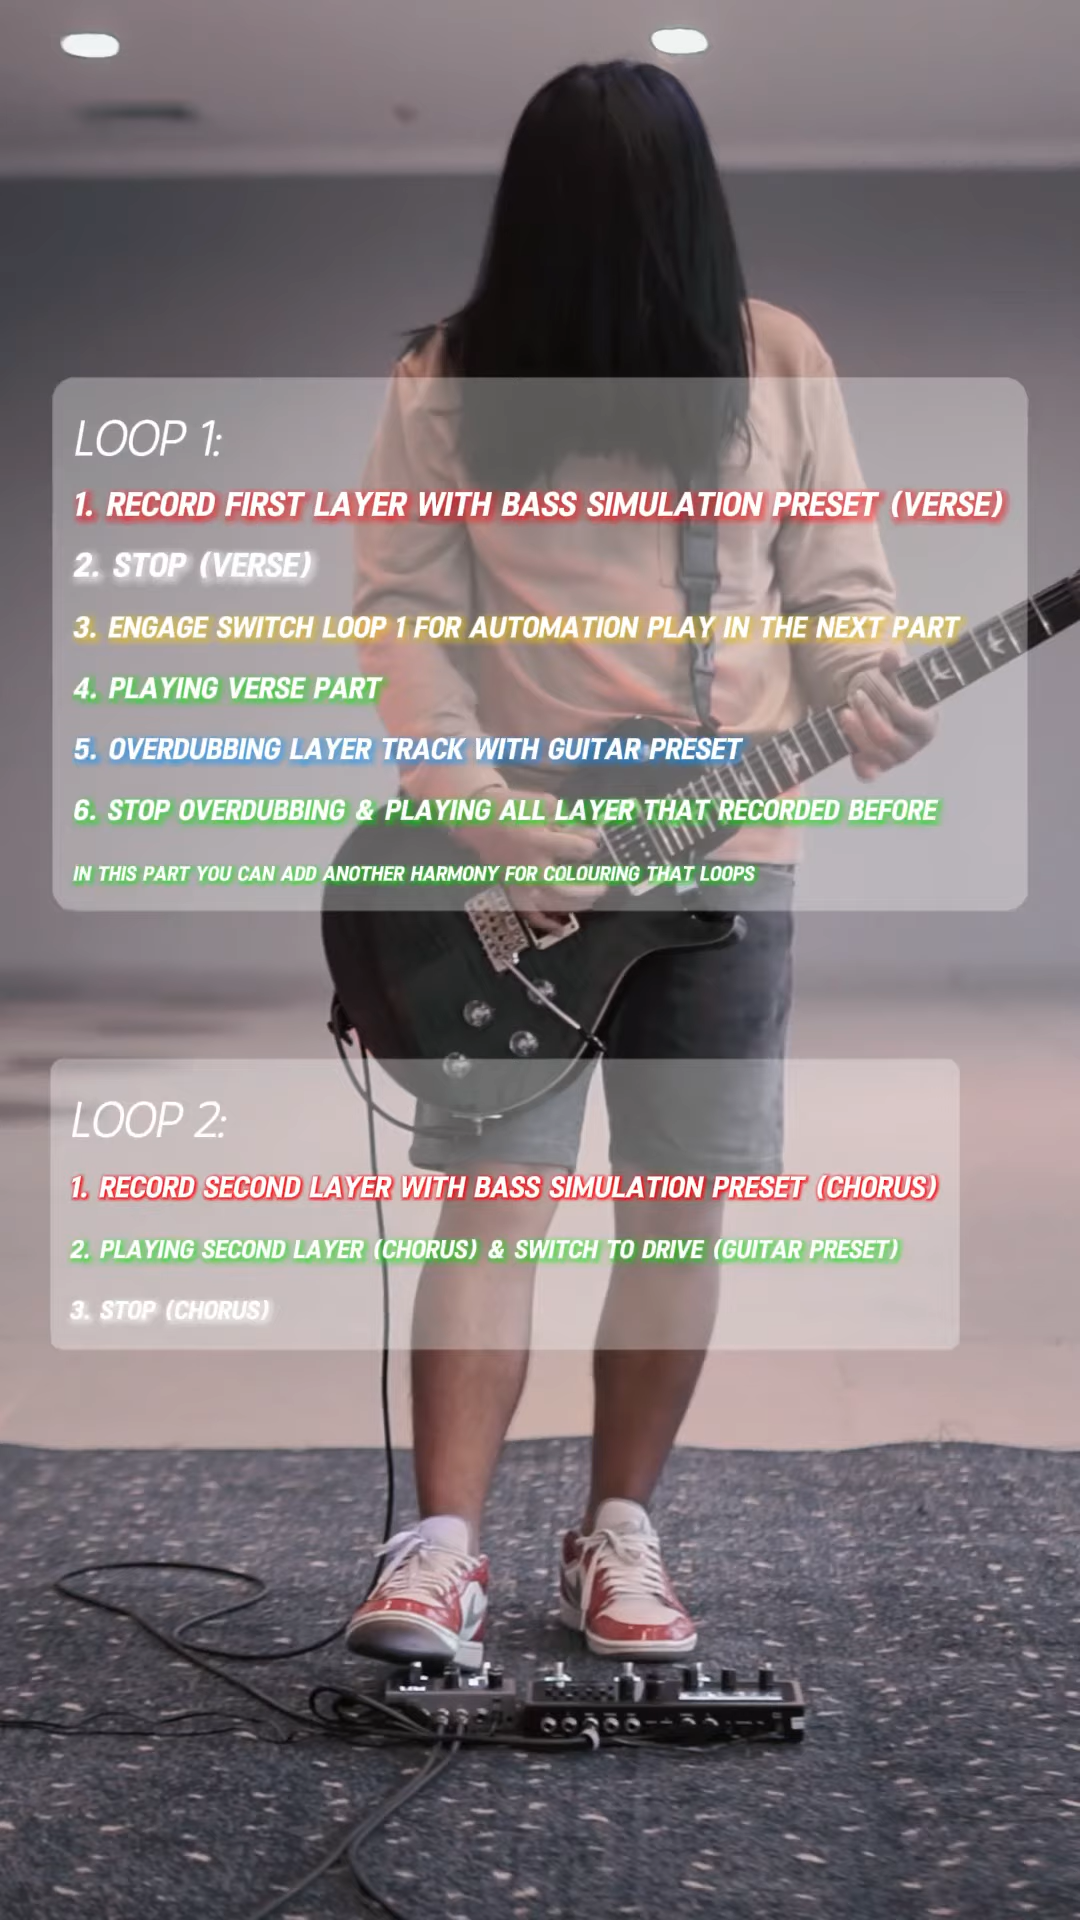 LOOP 1:
1. RECORD FIRST LAYER WITH BASS SIMULATION PRESET (VERSE)
2. STOP (VERSE)
3. ENGAGE SWITCH LOOP 1 FOR AUTOMATION PLAY IN THE NEXT PART
4. PLAYING VERSE PART
5. OVERDUBBING LAYER TRACK WITH GUITAR PRESET
6. STOP OVERDUBBING & PLAYING ALL LAYER THAT RECORDED BEFORE
IN THIS PART YOU CAN ADD ANOTHER HARMONY FOR COLOURING THAT LOOPS
LOOP 2:
1. RECORD SECOND LAYER WITH BASS SIMULATION PRESET (CHORUS)
2. PLAYING SECOND LAYER (CHORUS) & SWITCH TO DRIVE (GUITAR PRESET)
3. STOP (CHORUS)